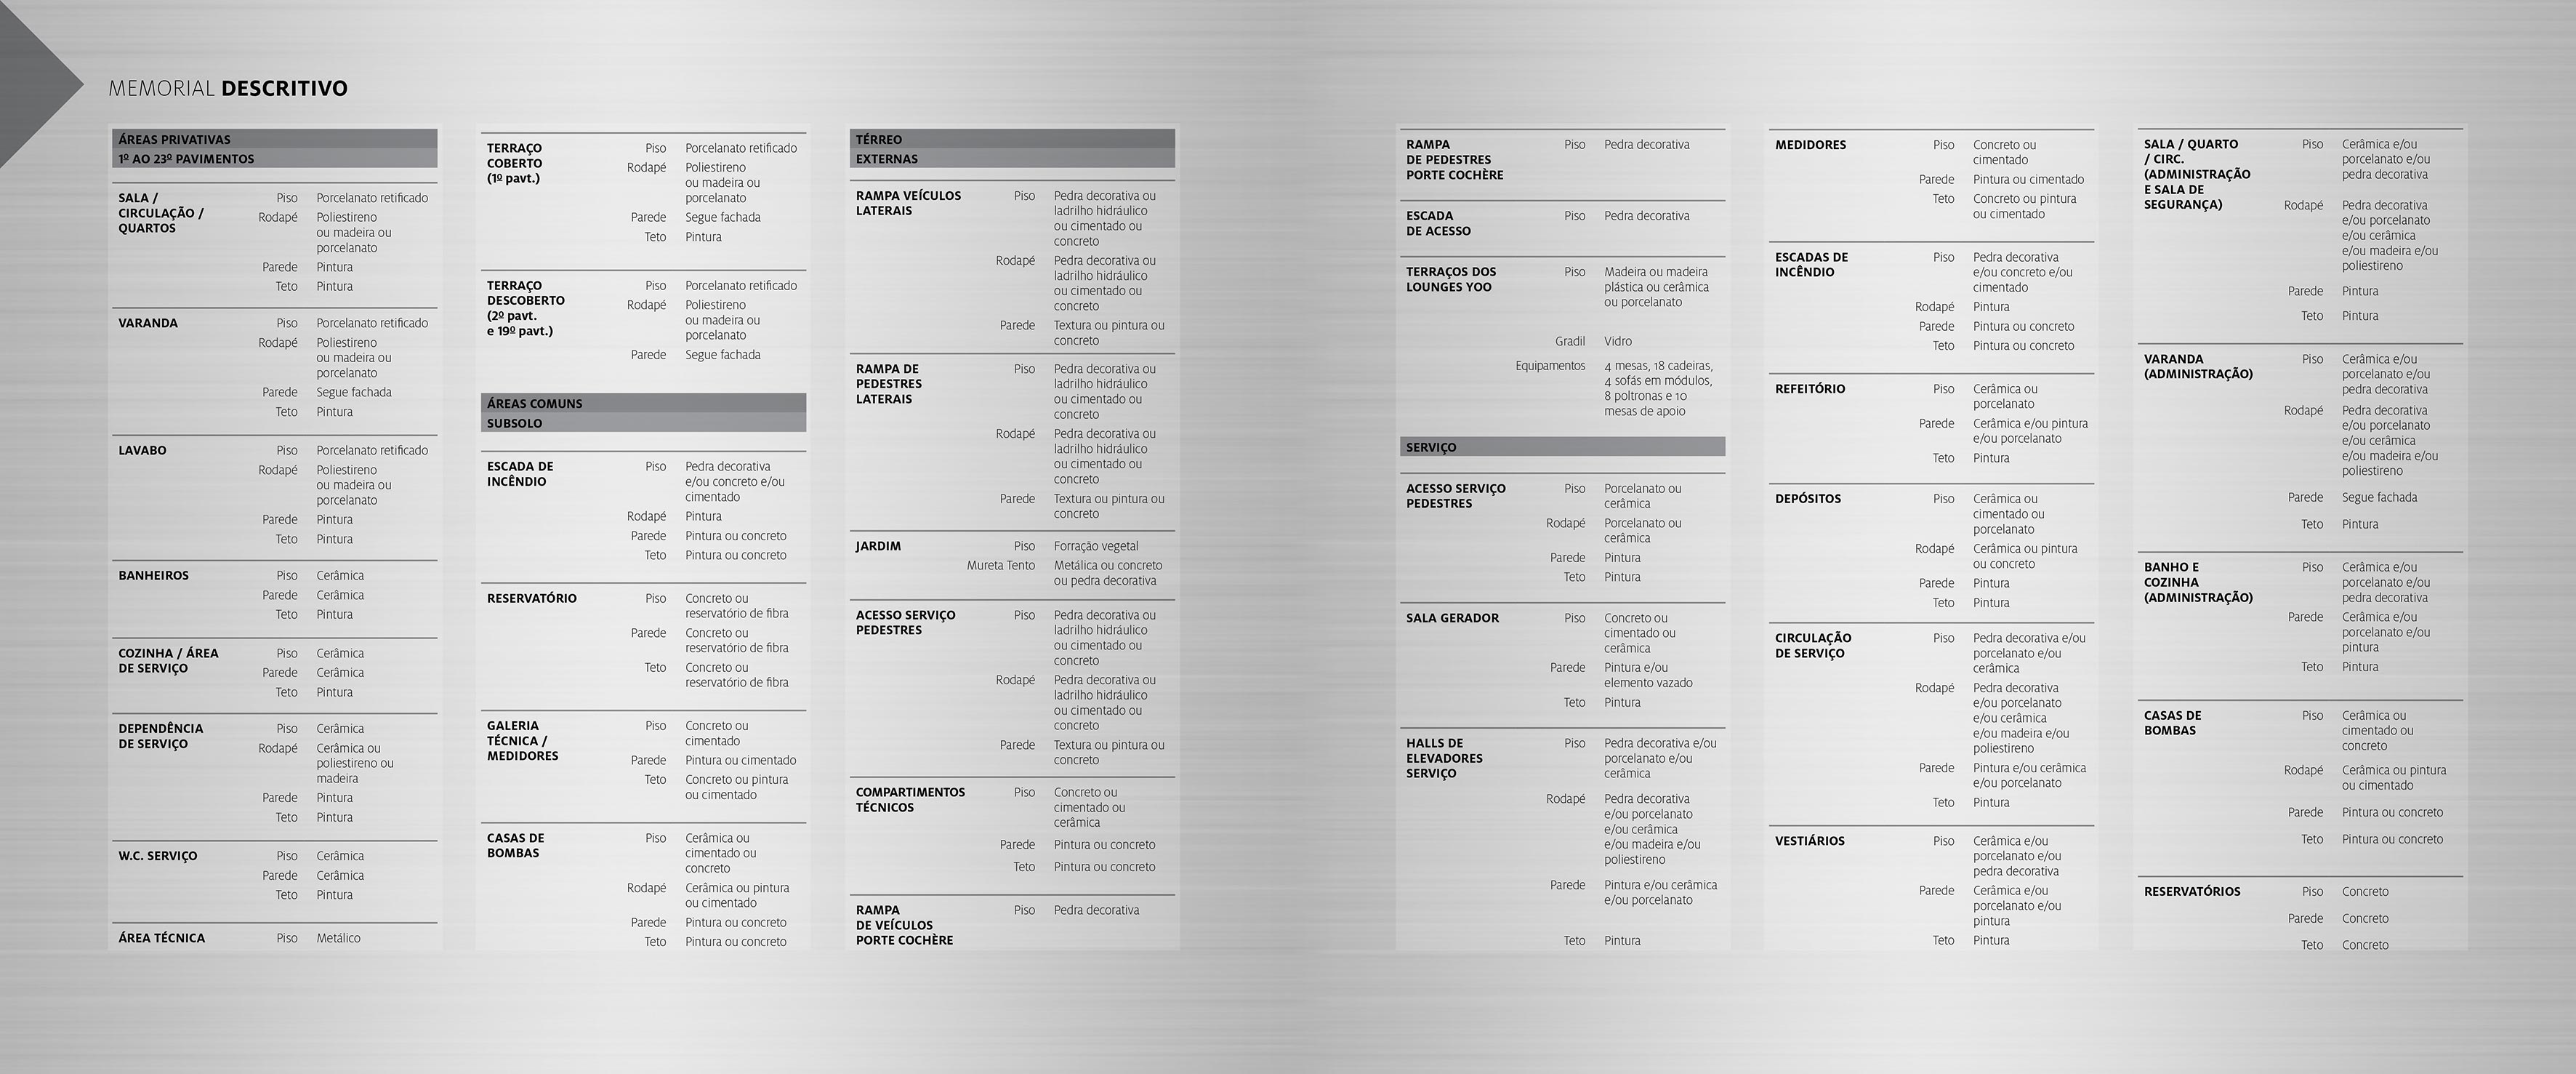 MEMORIAL DESCRITIVO
ÁREAS PRIVATIVAS
1º AO 23º PAVIMENTOS
SALA / Piso Porcelanato retificado
CIRCULAÇÃO / Rodapé Poliestireno
QUARTOS ou madeira ou
porcelanato
Parede Pintura
Teto Pintura
VARANDA Piso Porcelanato retificado
Rodapé Poliestireno
ou madeira ou
porcelanato
Parede Segue fachada
Teto Pintura
LAVABO Piso Porcelanato retificado
Rodapé Poliestireno
ou madeira ou
porcelanato
Parede Pintura
Teto Pintura
BANHEIROS Piso Cerâmica
Parede Cerâmica
Teto Pintura
COZINHA / ÁREA Piso Cerâmica
DE SERVIÇO Parede Cerâmica
Teto Pintura
DEPENDÊNCIA Piso Cerâmica
DE SERVIÇO Rodapé Cerâmica ou
poliestireno ou
madeira
Parede Pintura
Teto Pintura
W.C. SERVIÇO Piso Cerâmica
Parede Cerâmica
Teto Pintura
ÁREA TÉCNICA Piso Metálico
TERRAÇO Piso Porcelanato retificado
COBERTO Rodapé Poliestireno
(1º pavt.) ou madeira ou
porcelanato
Parede Segue fachada
Teto Pintura
TERRAÇO Piso Porcelanato retificado
DESCOBERTO Rodapé Poliestireno
(2º pavt. ou madeira ou
e 19º pavt.) porcelanato
Parede Segue fachada
ÁREAS COMUNS
SUBSOLO
ESCADA DE Piso Pedra decorativa
INCÊNDIO e/ou concreto e/ou
cimentado
Rodapé Pintura
Parede Pintura ou concreto
Teto Pintura ou concreto
RESERVATÓRIO Piso Concreto ou
reservatório de fibra
Parede Concreto ou
reservatório de fibra
Teto Concreto ou
reservatório de fibra
GALERIA Piso Concreto ou
TÉCNICA / cimentado
MEDIDORES Parede Pintura ou cimentado
Teto Concreto ou pintura
ou cimentado
CASAS DE Piso Cerâmica ou
BOMBAS cimentado ou
concreto
Rodapé Cerâmica ou pintura
ou cimentado
Parede Pintura ou concreto
Teto Pintura ou concreto
TÉRREO
EXTERNAS
RAMPA VEÍCULOS Piso Pedra decorativa ou
LATERAIS ladrilho hidráulico
ou cimentado ou
concreto
Rodapé Pedra decorativa ou
ladrilho hidráulico
ou cimentado ou
concreto
Parede Textura ou pintura ou
concreto
RAMPA DE Piso Pedra decorativa ou
PEDESTRES ladrilho hidráulico
LATERAIS ou cimentado ou
concreto
Rodapé Pedra decorativa ou
ladrilho hidráulico
ou cimentado ou
concreto
Parede Textura ou pintura ou
concreto
JARDIM Piso Forração vegetal
Mureta Tento Metálica ou concreto
ou pedra decorativa
ACESSO SERVIÇO Piso Pedra decorativa ou
PEDESTRES ladrilho hidráulico
ou cimentado ou
concreto
Rodapé Pedra decorativa ou
ladrilho hidráulico
ou cimentado ou
concreto
Parede Textura ou pintura ou
concreto
COMPARTIMENTOS Piso Concreto ou
TÉCNICOS cimentado ou
cerâmica
Parede Pintura ou concreto
Teto Pintura ou concreto
RAMPA Piso Pedra decorativa
DE VEÍCULOS
PORTE COCHÈRE
RAMPA Piso Pedra decorativa
DE PEDESTRES
PORTE COCHÈRE
ESCADA Piso Pedra decorativa
DE ACESSO
TERRAÇOS DOS Piso Madeira ou madeira
LOUNGES YOO plástica ou cerâmica
ou porcelanato
Gradil Vidro
Equipamentos 4 mesas, 18 cadeiras,
4 sofás em módulos,
8 poltronas e 10
mesas de apoio
SERVIÇO
ACESSO SERVIÇO Piso Porcelanato ou
PEDESTRES cerâmica
Rodapé Porcelanato ou
cerâmica
Parede Pintura
Teto Pintura
SALA GERADOR Piso Concreto ou
cimentado ou
cerâmica
Parede Pintura e/ou
elemento vazado
Teto Pintura
HALLS DE Piso Pedra decorativa e/ou
ELEVADORES porcelanato e/ou
SERVIÇO cerâmica
Rodapé Pedra decorativa
e/ou porcelanato
e/ou cerâmica
e/ou madeira e/ou
poliestireno
Parede Pintura e/ou cerâmica
e/ou porcelanato
Teto Pintura
MEDIDORES Piso Concreto ou
cimentado
Parede Pintura ou cimentado
Teto Concreto ou pintura
ou cimentado
ESCADAS DE Piso Pedra decorativa
INCÊNDIO e/ou concreto e/ou
cimentado
Rodapé Pintura
Parede Pintura ou concreto
Teto Pintura ou concreto
REFEITÓRIO Piso Cerâmica ou
porcelanato
Parede Cerâmica e/ou pintura
e/ou porcelanato
Teto Pintura
DEPÓSITOS Piso Cerâmica ou
cimentado ou
porcelanato
Rodapé Cerâmica ou pintura
ou concreto
Parede Pintura
Teto Pintura
CIRCULAÇÃO Piso Pedra decorativa e/ou
DE SERVIÇO porcelanato e/ou
cerâmica
Rodapé Pedra decorativa
e/ou porcelanato
e/ou cerâmica
e/ou madeira e/ou
poliestireno
Parede Pintura e/ou cerâmica
e/ou porcelanato
Teto Pintura
VESTIÁRIOS Piso Cerâmica e/ou
porcelanato e/ou
pedra decorativa
Parede Cerâmica e/ou
porcelanato e/ou
pintura
Teto Pintura
SALA / QUARTO Piso Cerâmica e/ou
/ CIRC. porcelanato e/ou
(ADMINISTRAÇÃO pedra decorativa
E SALA DE
SEGURANÇA) Rodapé Pedra decorativa
e/ou porcelanato
e/ou cerâmica
e/ou madeira e/ou
poliestireno
Parede Pintura
Teto Pintura
VARANDA Piso Cerâmica e/ou
(ADMINISTRAÇÃO) porcelanato e/ou
pedra decorativa
Rodapé Pedra decorativa
e/ou porcelanato
e/ou cerâmica
e/ou madeira e/ou
poliestireno
Parede Segue fachada
Teto Pintura
BANHO E Piso Cerâmica e/ou
COZINHA porcelanato e/ou
(ADMINISTRAÇÃO) pedra decorativa
Parede Cerâmica e/ou
porcelanato e/ou
pintura
Teto Pintura
CASAS DE Piso Cerâmica ou
BOMBAS cimentado ou
concreto
Rodapé Cerâmica ou pintura
ou cimentado
Parede Pintura ou concreto
Teto Pintura ou concreto
RESERVATÓRIOS Piso Concreto
Parede Concreto
Teto Concreto